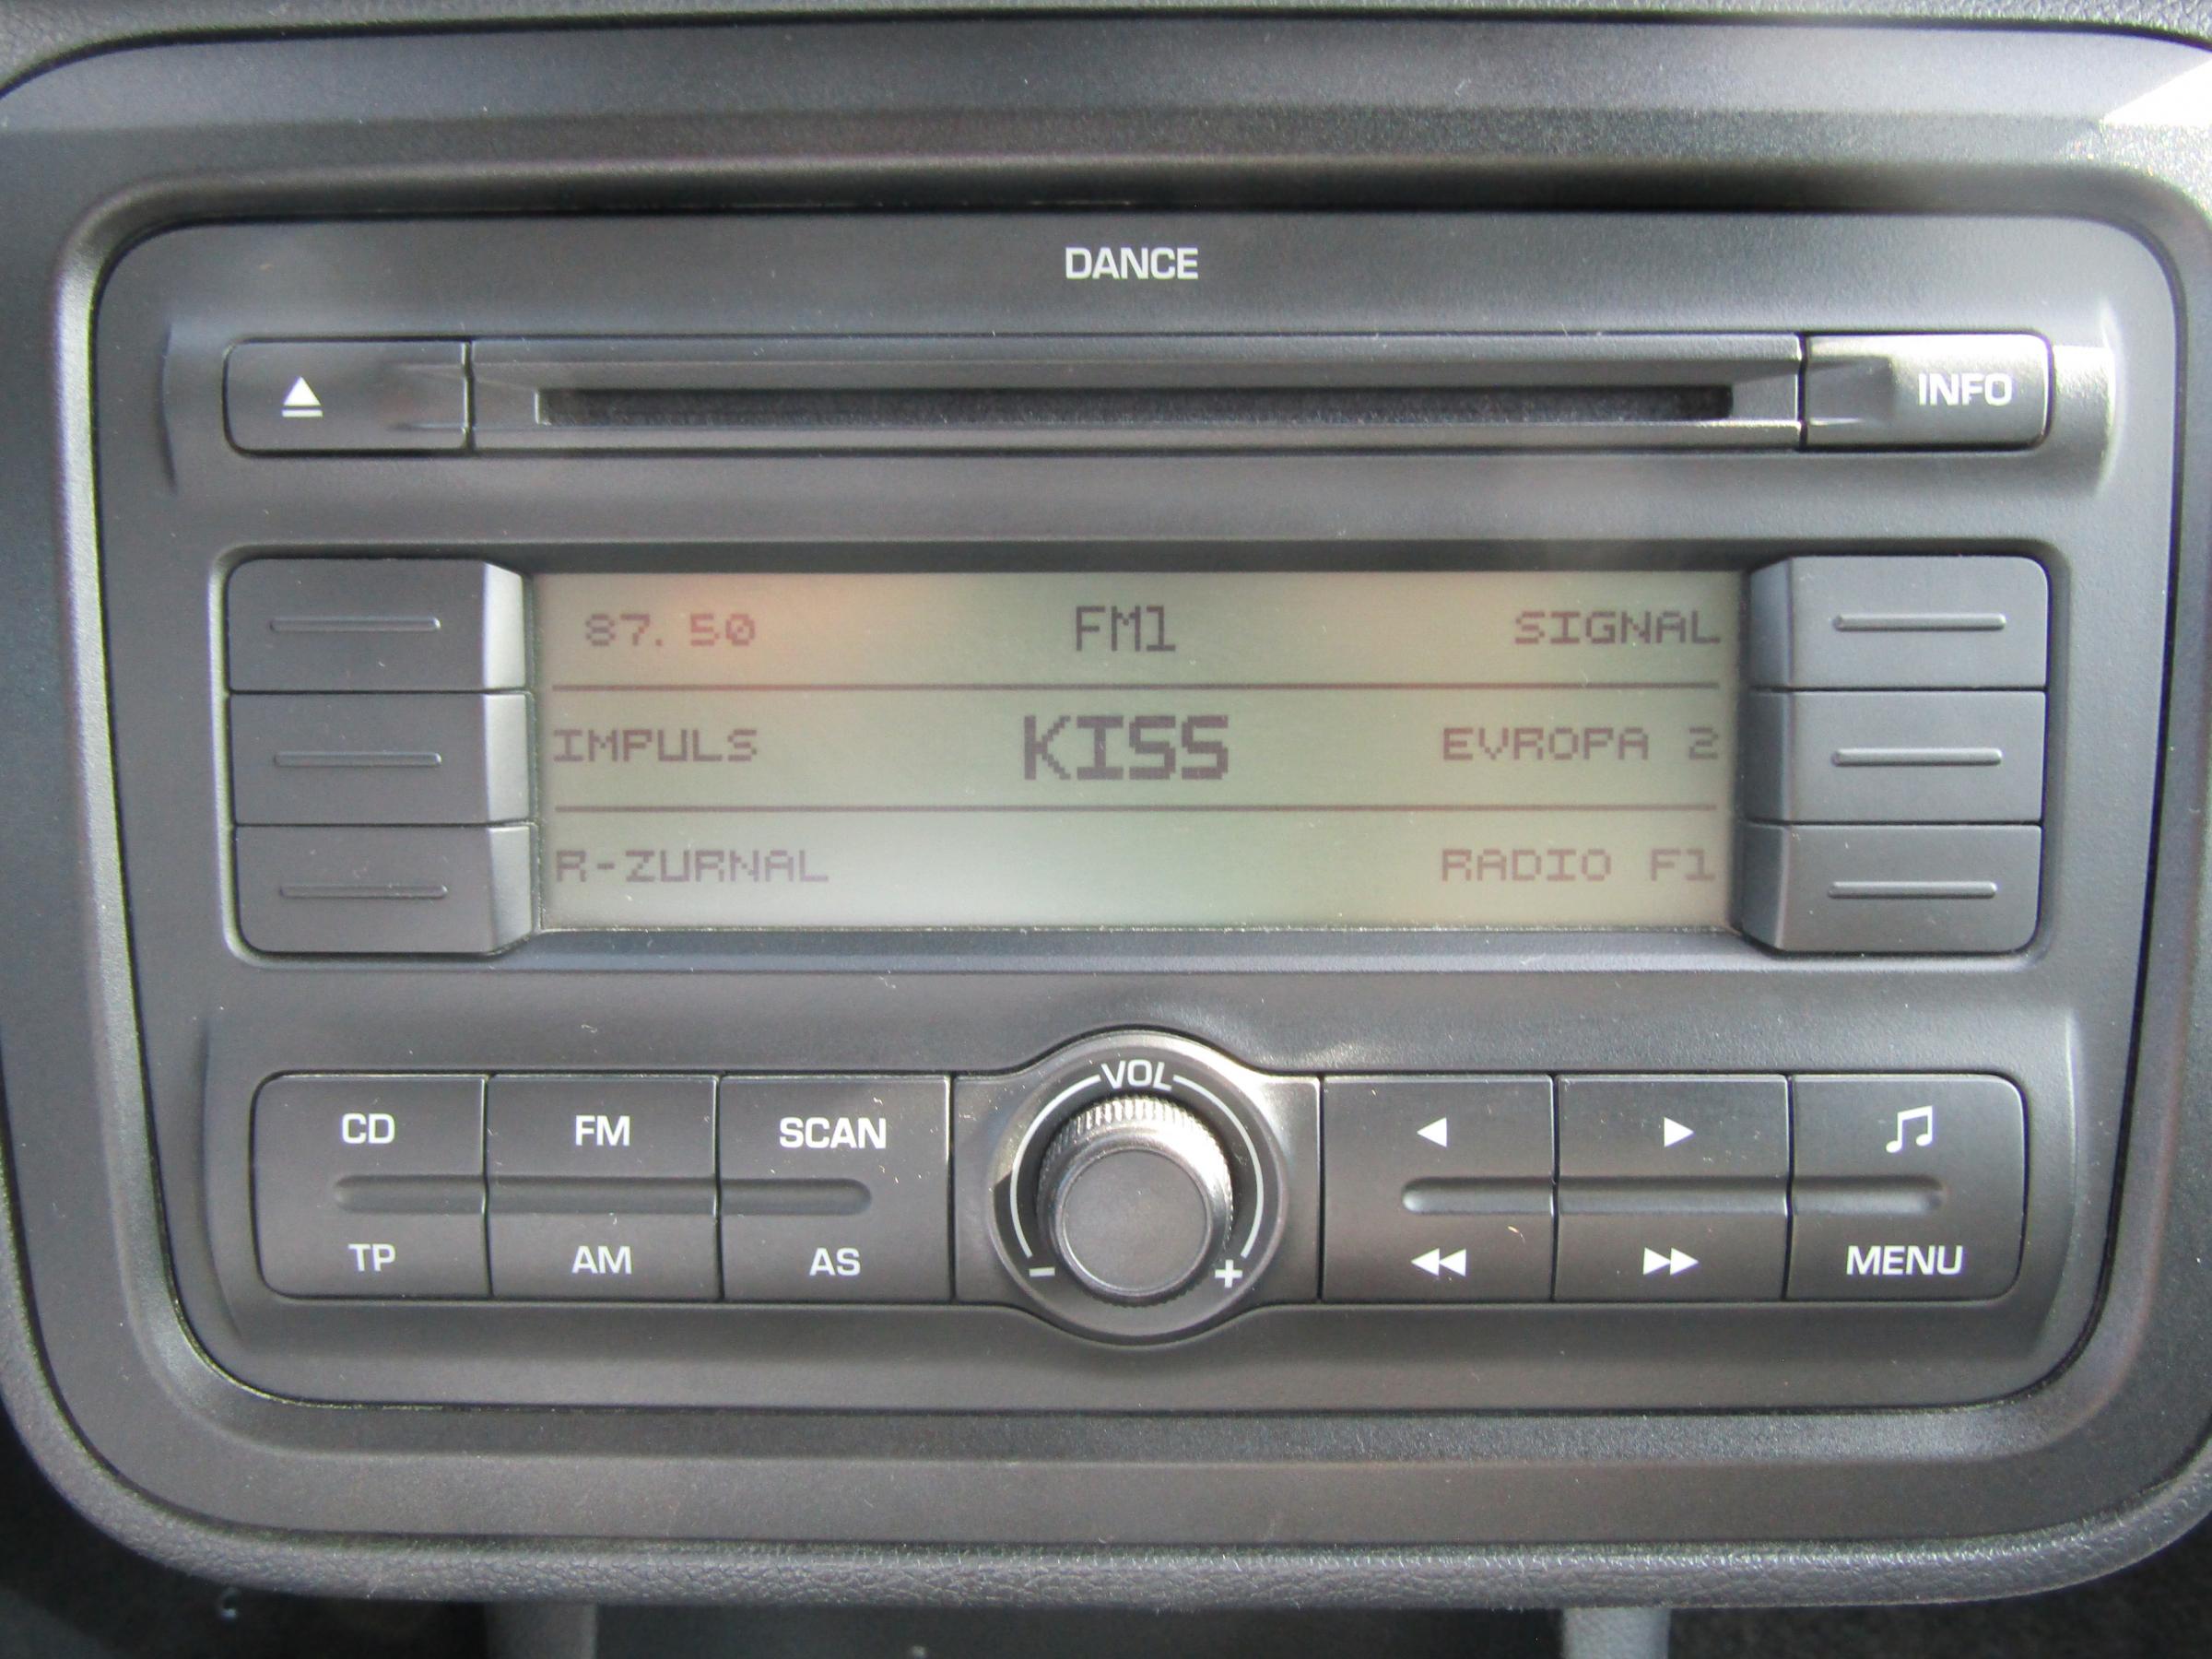 DANCE
INFO
87.50 FM1 SIGNAL
IMPULS KISS EVROPA 2
R-ZURNAL RADIO F1
VOL
CD FM SCAN
- +
TP AM AS MENU